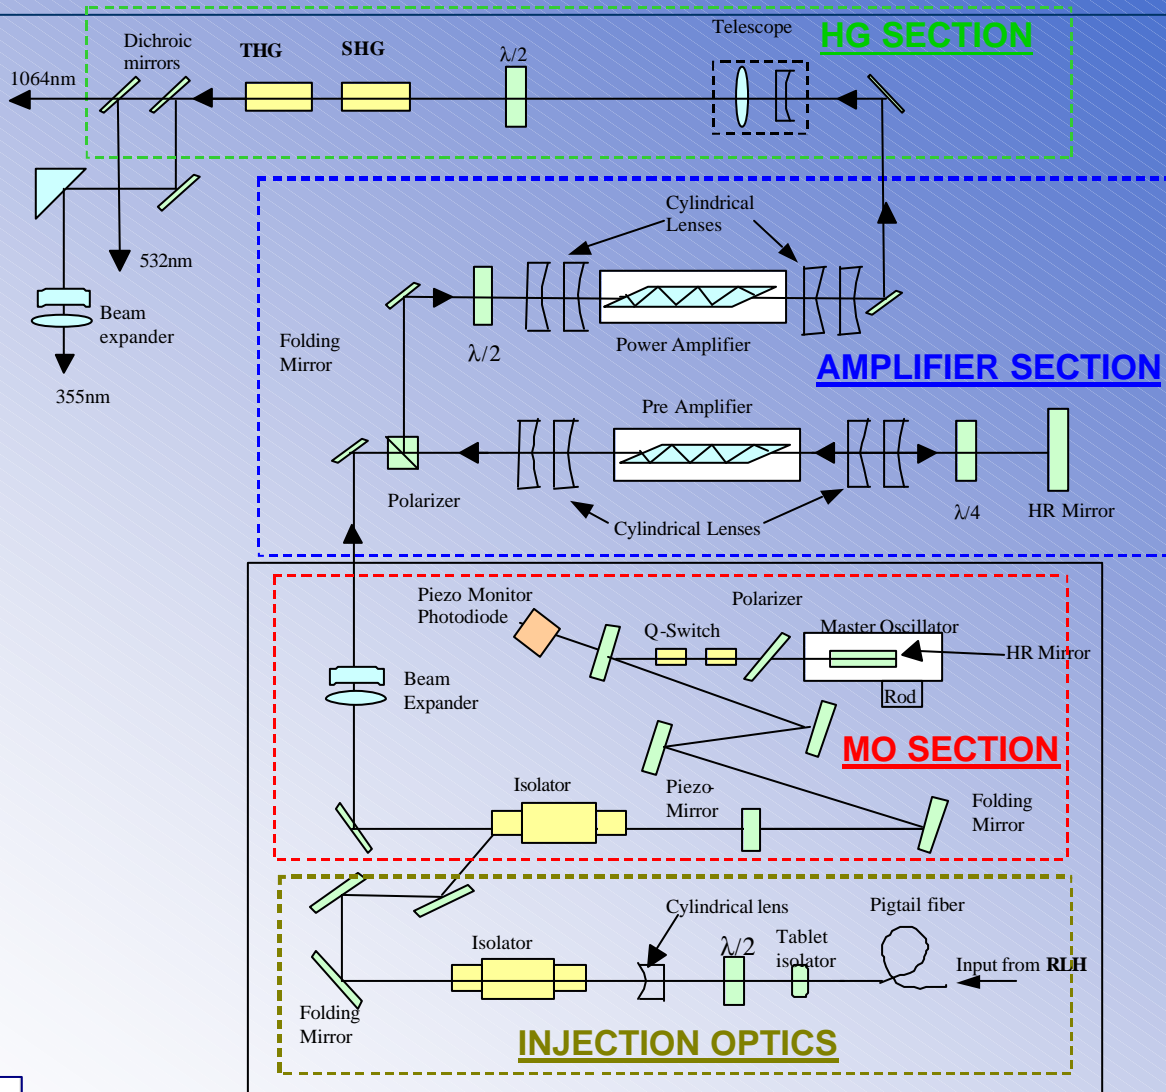 HG SECTION
Telescope
Dichroic
mirrors
THG
SHG
λ/2
1064nm
532nm
Beam
expander
355nm
Cylindrical
Lenses
Folding
Mirror
λ/2
Power Amplifier
AMPLIFIER SECTION
Pre Amplifier
Polarizer
Cylindrical Lenses
λ/4
HR Mirror
Piezo Monitor
Photodiode
Polarizer
Q-Switch
Master Oscillator
HR Mirror
Rod
Beam
Expander
MO SECTION
Isolator
Piezo-
Mirror
Folding
Mirror
Cylindrical lens
Pigtail fiber
Isolator
λ/2
Tablet
isolator
Input from RLH
Folding
Mirror
INJECTION OPTICS